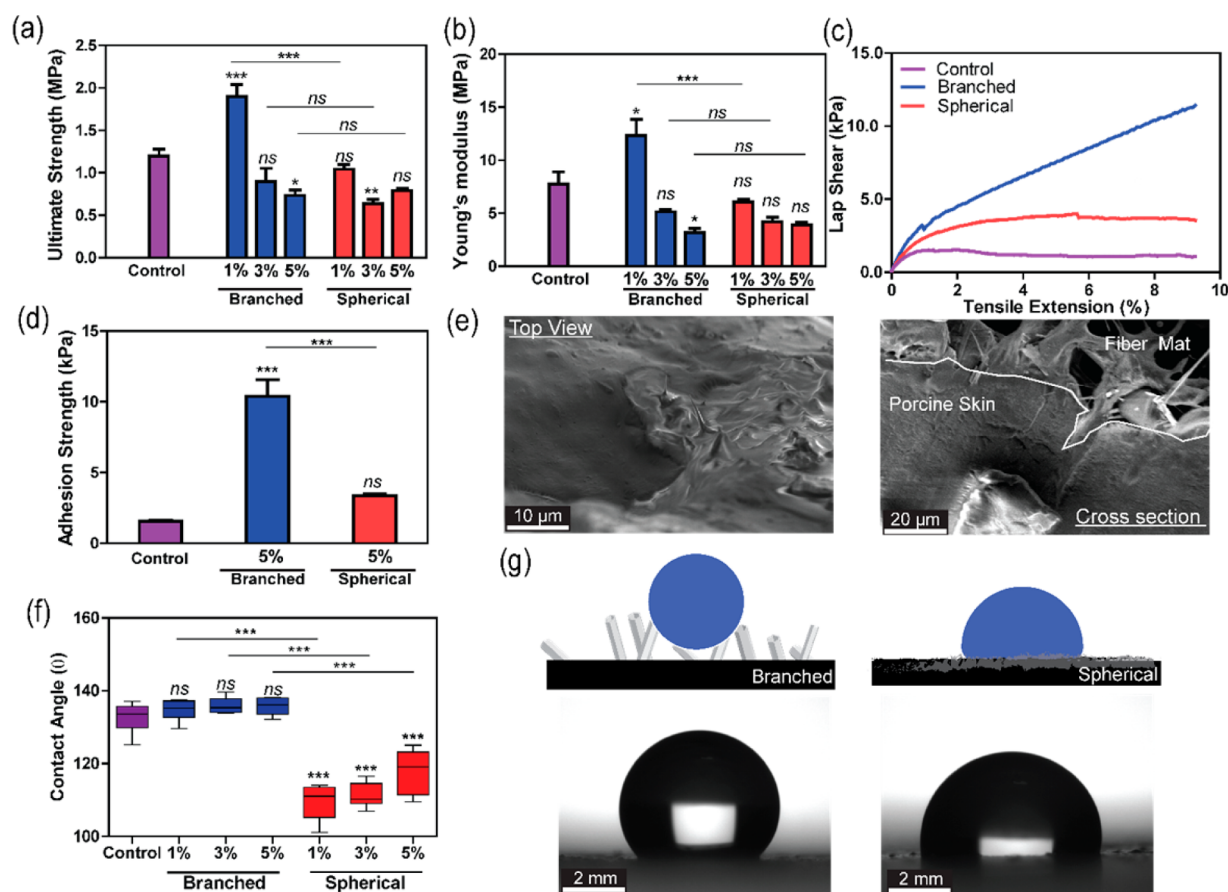 (a)
Ultimate Strength (MPa)
2.5
2.0
1.5
1.0
0.5
0.0
***
***
ns
ns
ns
*
ns
**
ns
Control
1% 3% 5%
1% 3% 5%
Branched
Spherical
(b)
Young's modulus (MPa)
20
15
10
5
0
***
*
ns
ns
ns
*
ns
ns
ns
Control
1% 3% 5%
1% 3% 5%
Branched
Spherical
(c)
Lap Shear (kPa)
15.0
10.0
5.0
0.0
Control
Branched
Spherical
0 2 4 6 8 10
Tensile Extension (%)
(d)
Adhesion Strength (kPa)
15
10
5
0
***
***
ns
Control
5%
5%
Branched
Spherical
(e)
Top View
10 µm
Fiber Mat
Porcine Skin
20 µm
Cross section
(f)
Contact Angle (θ)
160
140
120
100
***
***
***
ns
ns
ns
***
***
***
Control 1% 3% 5% 1% 3% 5%
Branched
Spherical
(g)
Branched
Spherical
2 mm
2 mm